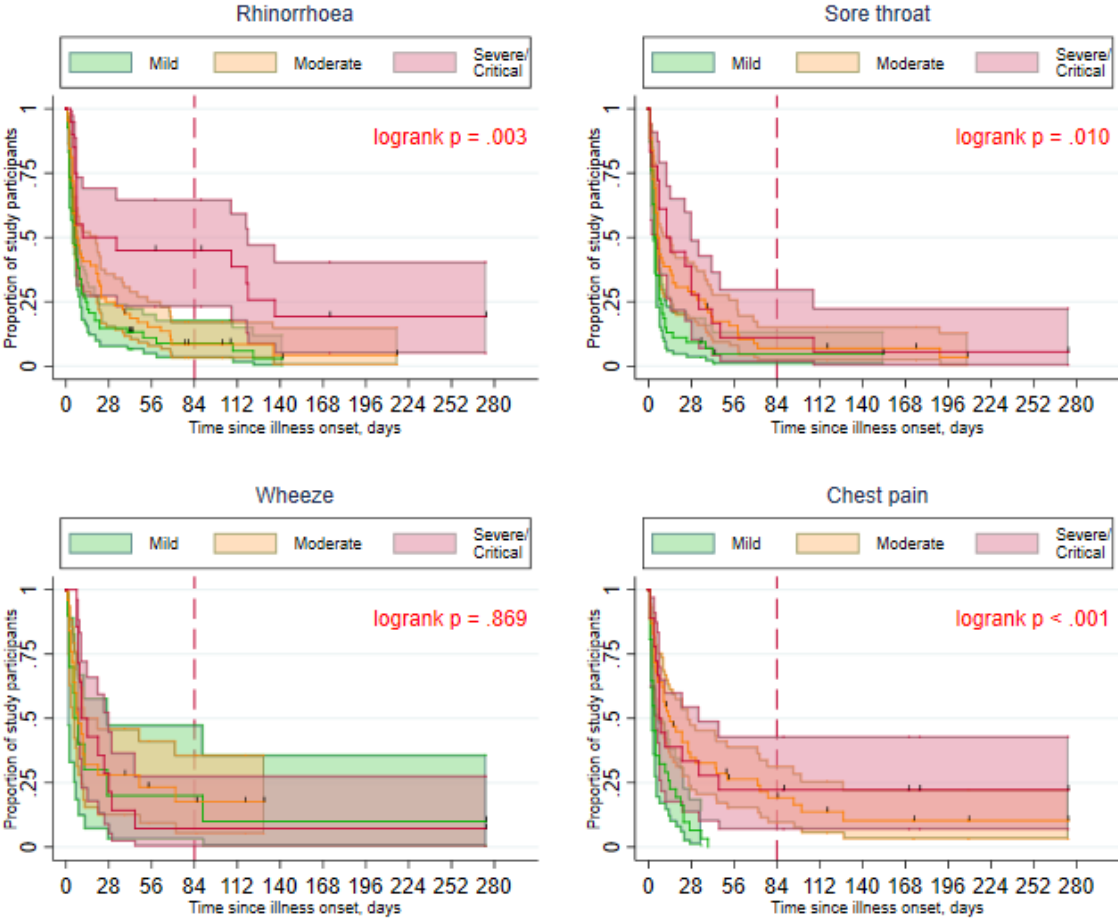 Rhinorrhoea
Mild Moderate Severe/
Critical
logrank p = .003
Proportion of study participants
1
.75
.5
.25
0
0 28 56 84 112 140 168 196 224 252 280
Time since illness onset, days
Sore throat
Mild Moderate Severe/
Critical
logrank p = .010
Proportion of study participants
1
.75
.5
.25
0
0 28 56 84 112 140 168 196 224 252 280
Time since illness onset, days
Wheeze
Mild Moderate Severe/
Critical
logrank p = .869
Proportion of study participants
1
.75
.5
.25
0
0 28 56 84 112 140 168 196 224 252 280
Time since illness onset, days
Chest pain
Mild Moderate Severe/
Critical
logrank p < .001
Proportion of study participants
1
.75
.5
.25
0
0 28 56 84 112 140 168 196 224 252 280
Time since illness onset, days